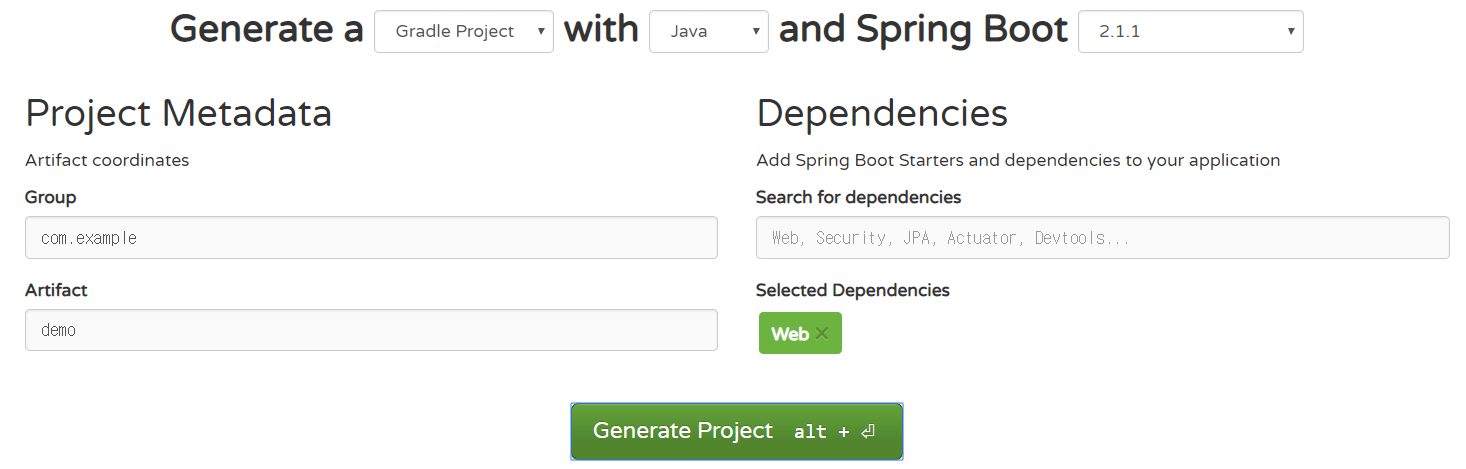 Generate a Gradle Project with Java and Spring Boot 2.1.1
Project Metadata
Artifact coordinates
Group
com.example
Artifact
demo
Dependencies
Add Spring Boot Starters and dependencies to your application
Search for dependencies
Web, Security, JPA, Actuator, Devtools...
Selected Dependencies
Web ×
Generate Project alt + ⏎